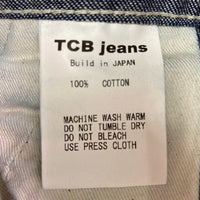 TCB jeans
Build in JAPAN
100% COTTON
MACHINE WASH WARM
DO NOT TUMBLE DRY
DO NOT BLEACH
USE PRESS CLOTH